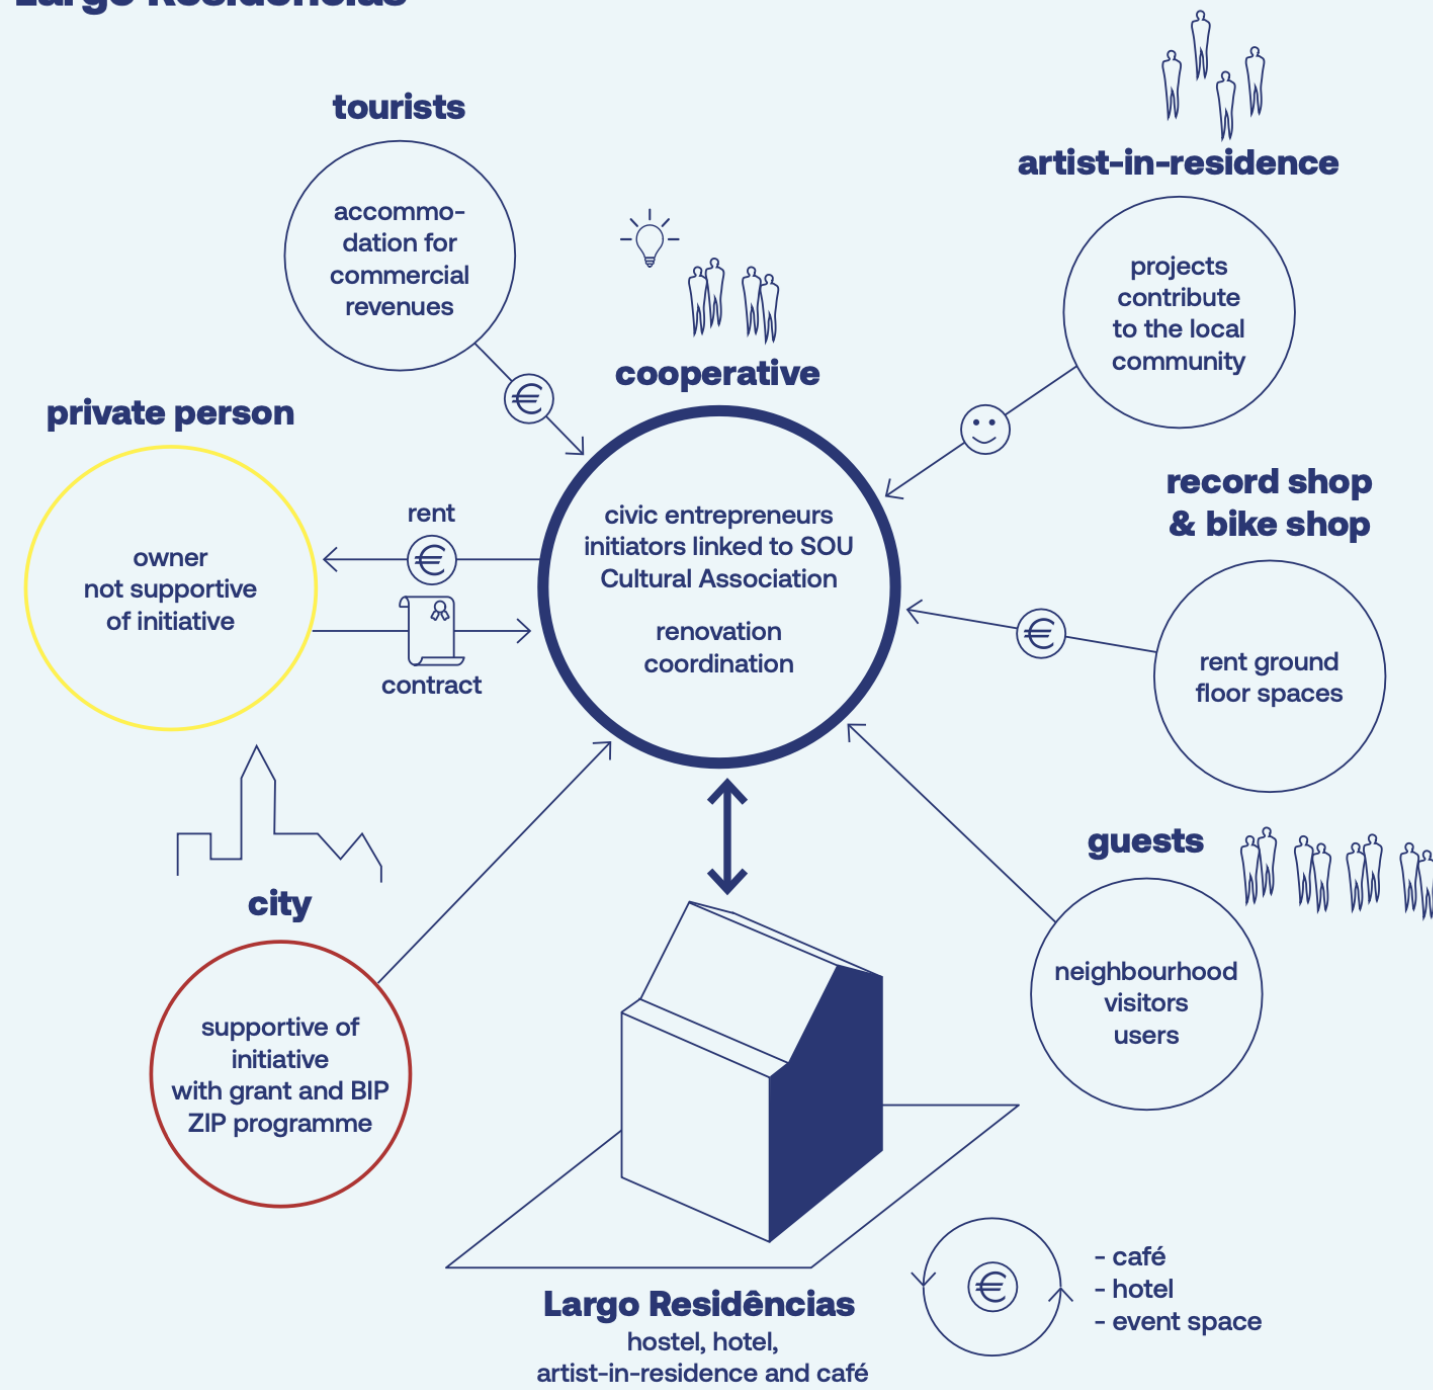 Largo Residências
tourists
accommo-
dation for
commercial
revenues
artist-in-residence
projects
contribute
to the local
community
cooperative
civic entrepreneurs
initiators linked to SOU
Cultural Association
renovation
coordination
private person
owner
not supportive
of initiative
rent
€
contract
€
record shop
& bike shop
rent ground
floor spaces
€
guests
neighbourhood
visitors
users
city
supportive of
initiative
with grant and BIP
ZIP programme
Largo Residências
hostel, hotel,
artist-in-residence and café
€
- café
- hotel
- event space